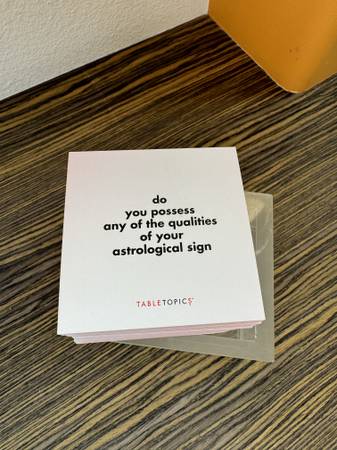 do
you possess
any of the qualities
of your
astrological sign
TABLETOPICS